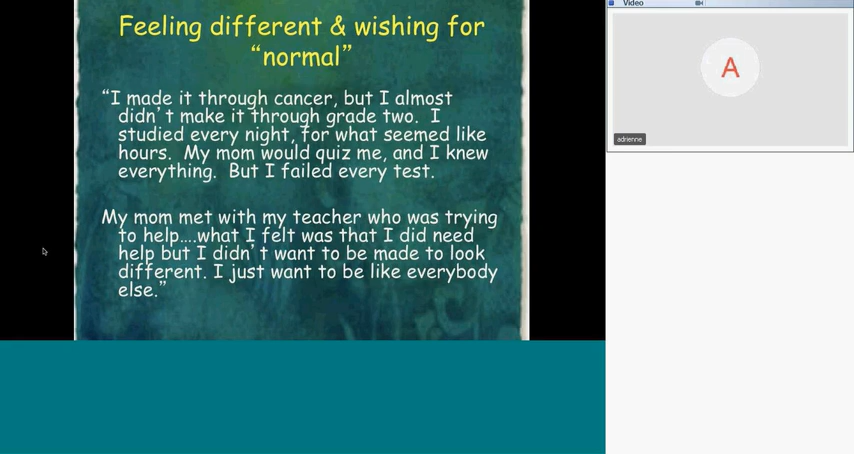 Feeling different & wishing for
“normal”
“I made it through cancer, but I almost
didn’t make it through grade two. I
studied every night, for what seemed like
hours. My mom would quiz me, and I knew
everything. But I failed every test.
My mom met with my teacher who was trying
to help….what I felt was that I did need
help but I didn’t want to be made to look
different. I just want to be like everybody
else.”
Video
A
adrienne